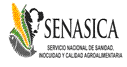 SENASICA
SERVICIO NACIONAL DE SANIDAD,
INOCUIDAD Y CALIDAD AGROALIMENTARIA